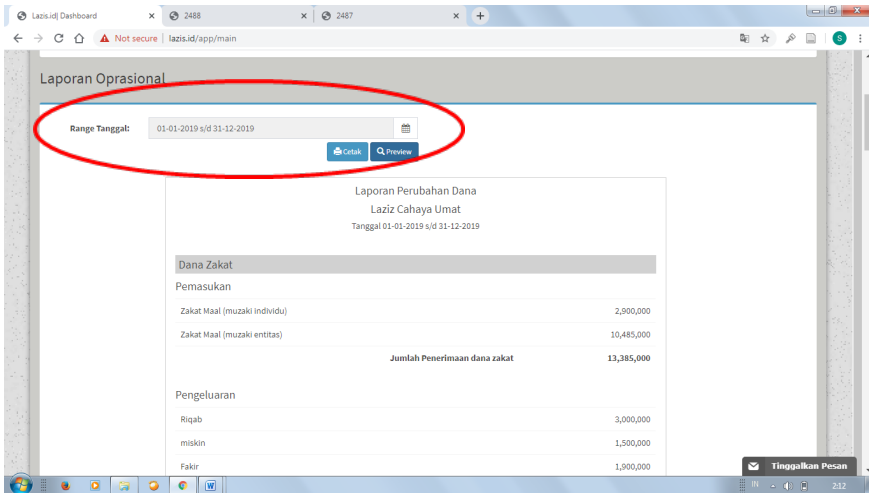 Lazis.id| Dashboard
2488
2487
Not secure | lazis.id/app/main
S
Laporan Oprasional
Range Tanggal:
01-01-2019 s/d 31-12-2019
Cetak
Preview
Laporan Perubahan Dana
Laziz Cahaya Umat
Tanggal 01-01-2019 s/d 31-12-2019
Dana Zakat
Pemasukan
Zakat Maal (muzaki individu) 2,900,000
Zakat Maal (muzaki entitas) 10,485,000
Jumlah Penerimaan dana zakat 13,385,000
Pengeluaran
Riqab 3,000,000
miskin 1,500,000
Fakir 1,900,000
Tinggalkan Pesan
IN
2:12